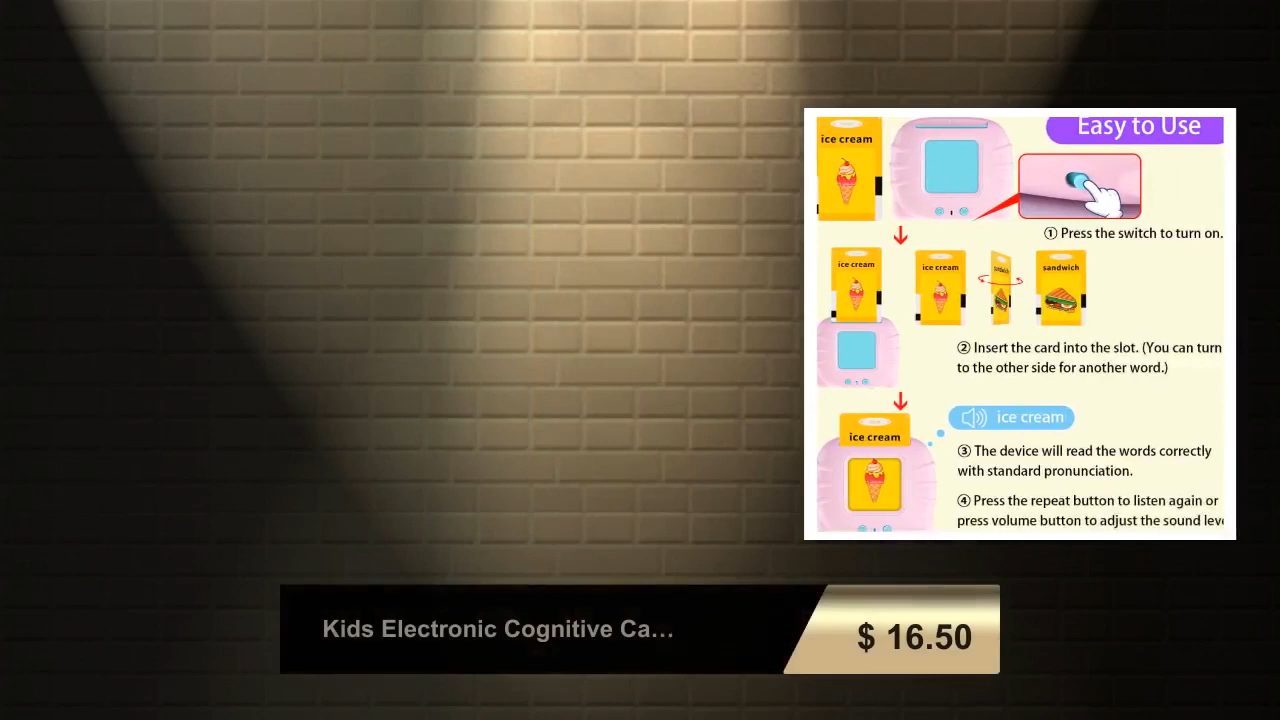 Easy to Use
ice cream
① Press the switch to turn on.
ice cream
ice cream
sandwich
sandwich
② Insert the card into the slot. (You can turn
to the other side for another word.)
ice cream
ice cream
③ The device will read the words correctly
with standard pronunciation.
④ Press the repeat button to listen again or
press volume button to adjust the sound leve
Kids Electronic Cognitive Ca...
$ 16.50